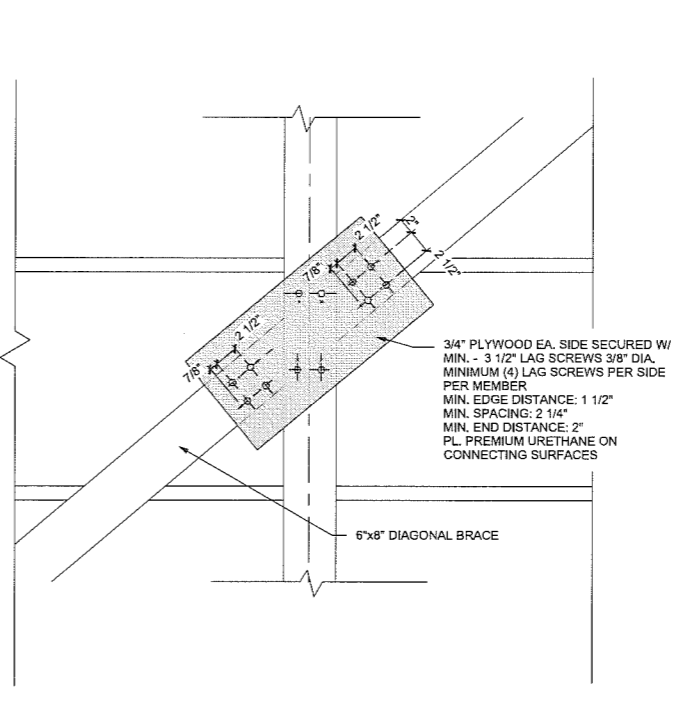 2"
2 1/2"
7/8"
2 1/2"
2 1/2"
7/8"
3/4" PLYWOOD EA. SIDE SECURED W/
MIN. - 3 1/2" LAG SCREWS 3/8" DIA.
MINIMUM (4) LAG SCREWS PER SIDE
PER MEMBER
MIN. EDGE DISTANCE: 1 1/2"
MIN. SPACING: 2 1/4"
MIN. END DISTANCE: 2"
PL. PREMIUM URETHANE ON
CONNECTING SURFACES
6"x8" DIAGONAL BRACE